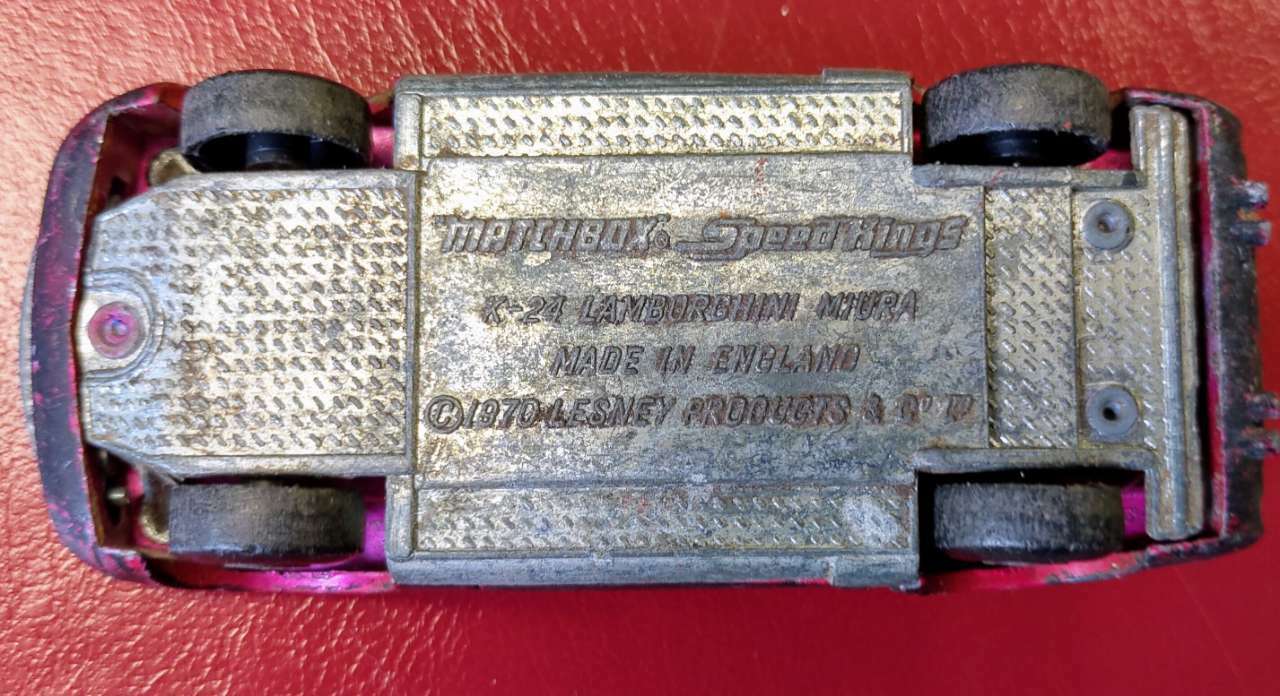 MATCHBOX® Speed Kings
K-24 LAMBORGHINI MIURA
MADE IN ENGLAND
© 1970 LESNEY PRODUCTS & Cº Lᵀᴰ